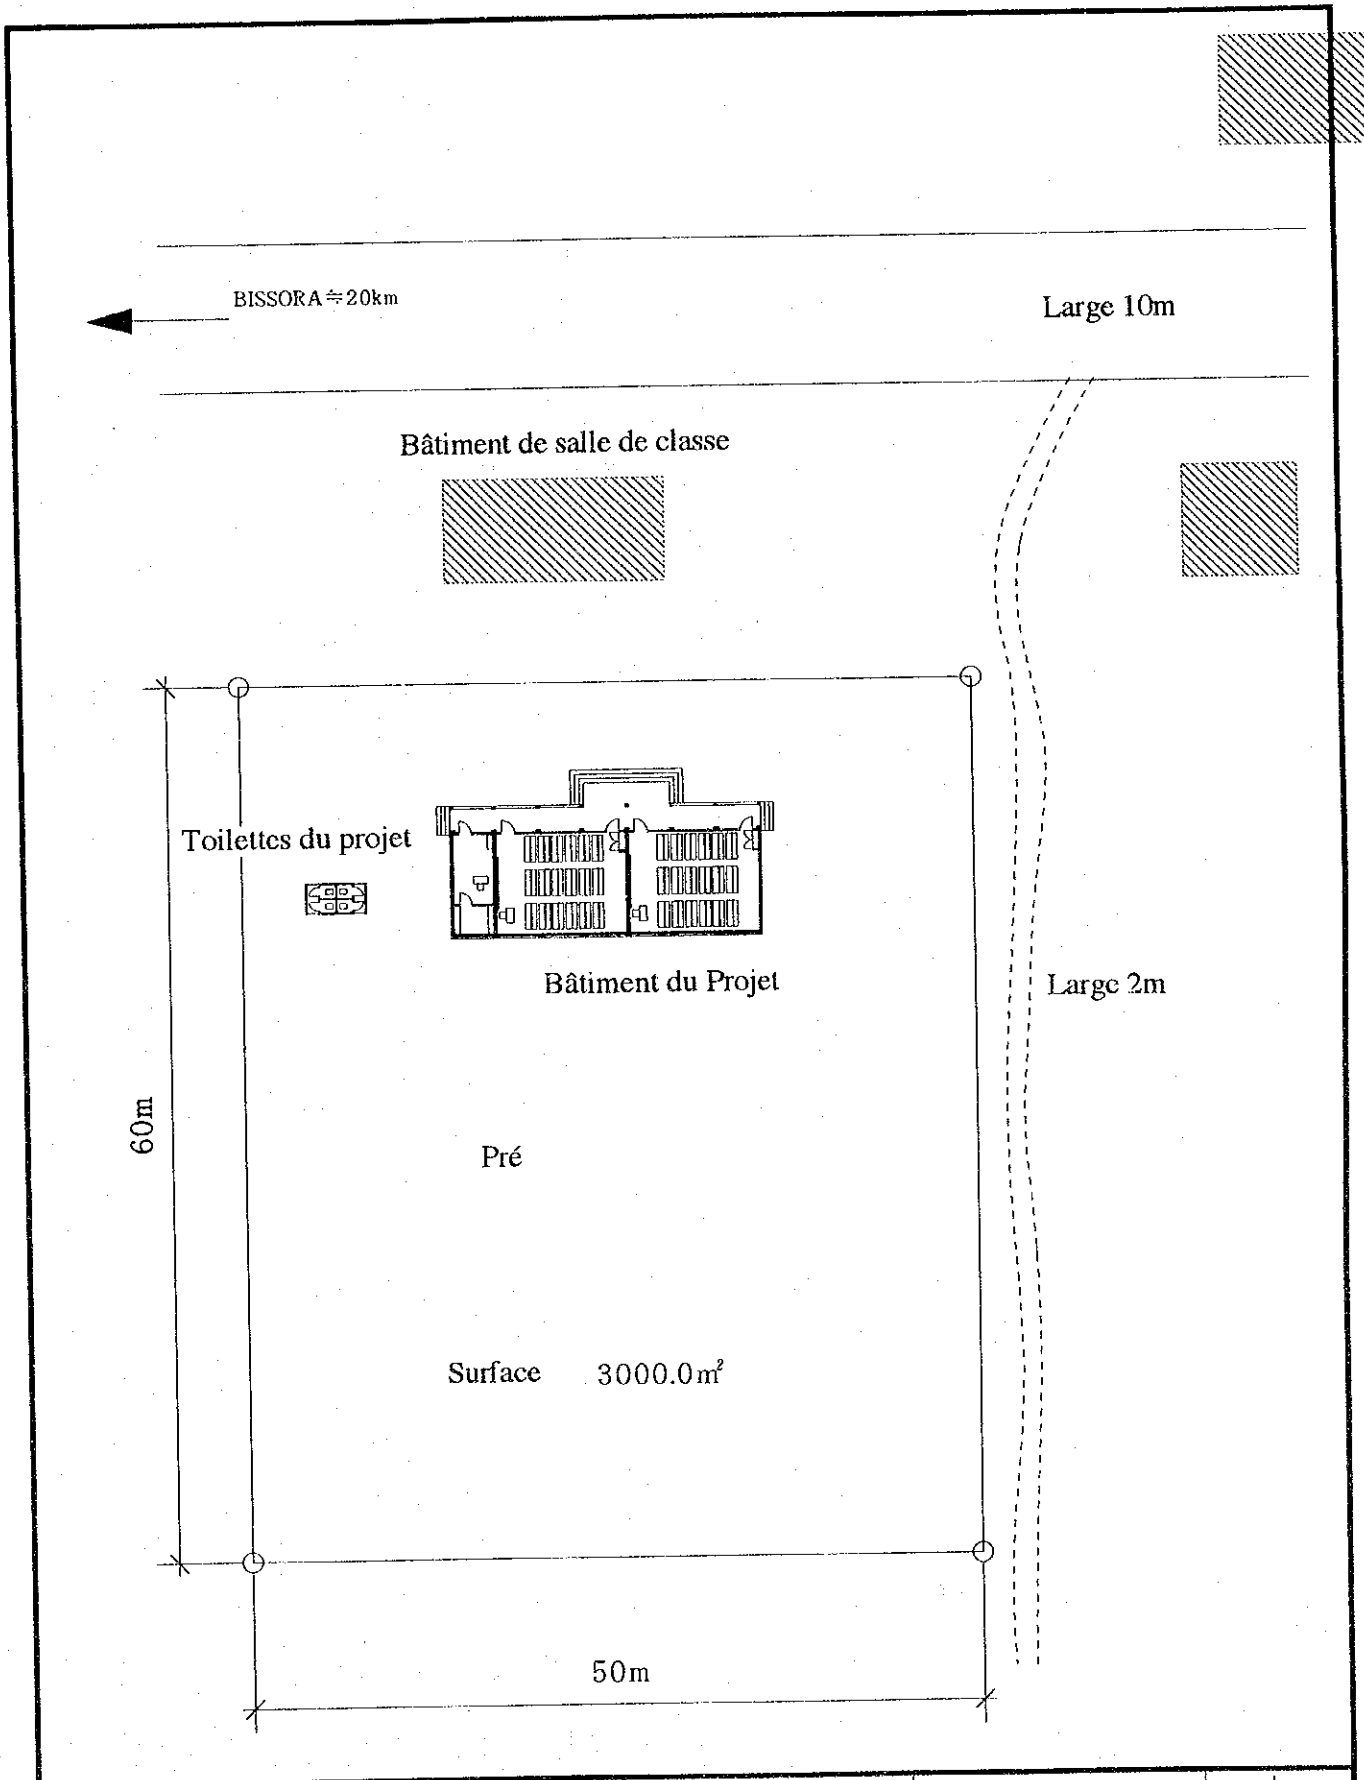 BISSORA≒20km
Large 10m
Bâtiment de salle de classe
Toilettes du projet
Bâtiment du Projet
Large 2m
60m
Pré
Surface 3000.0㎡
50m